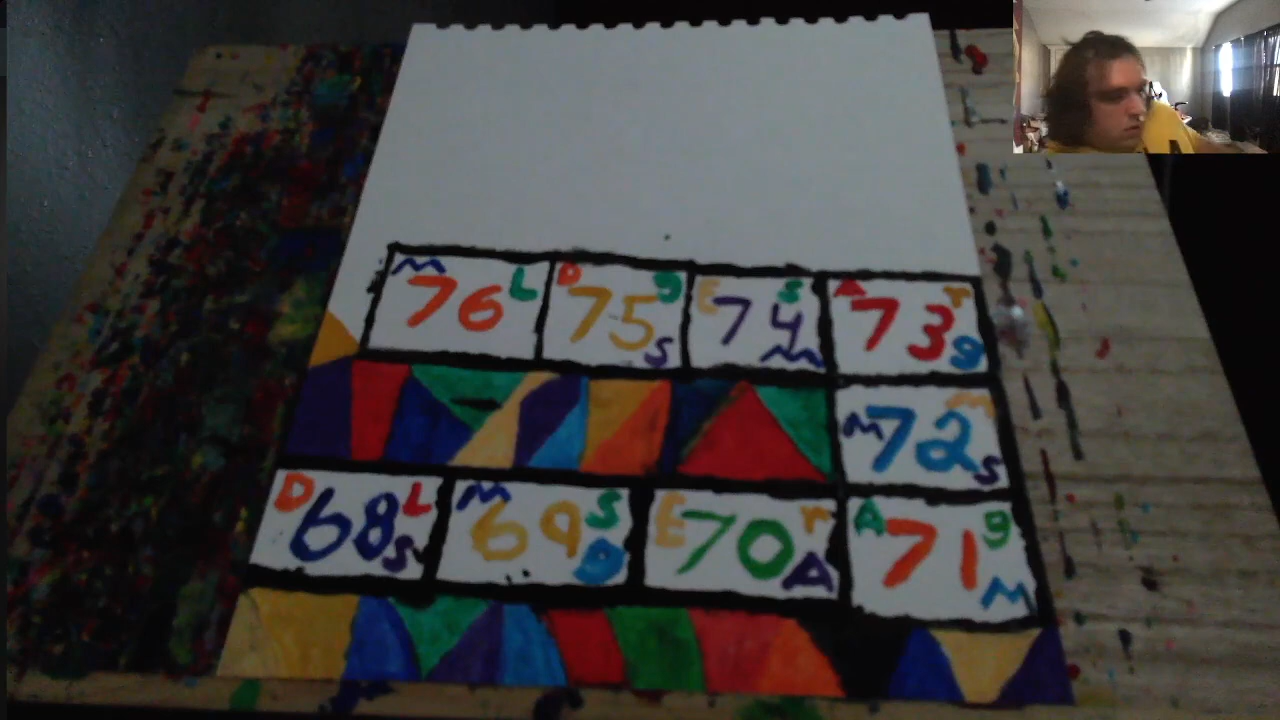 M 76 L
D 75 g s
E 74 s m
A 73 r g
m 72 m s
D 68 L s
M 69 s g
E 70 r A
A 71 g M